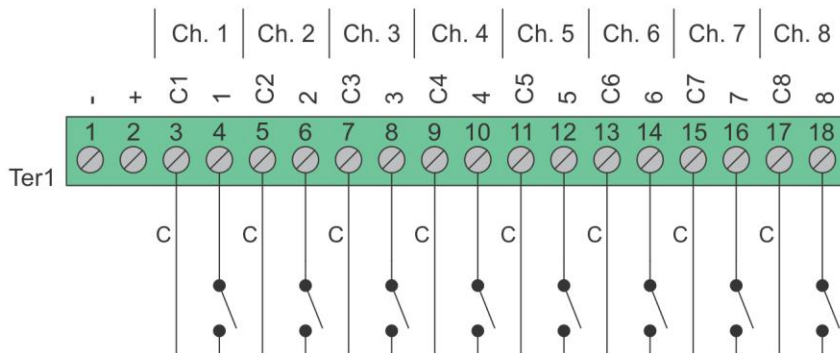 Ch. 1 Ch. 2 Ch. 3 Ch. 4 Ch. 5 Ch. 6 Ch. 7 Ch. 8
- + C1 1 C2 2 C3 3 C4 4 C5 5 C6 6 C7 7 C8 8
1 2 3 4 5 6 7 8 9 10 11 12 13 14 15 16 17 18
Ter1
C C C C C C C C